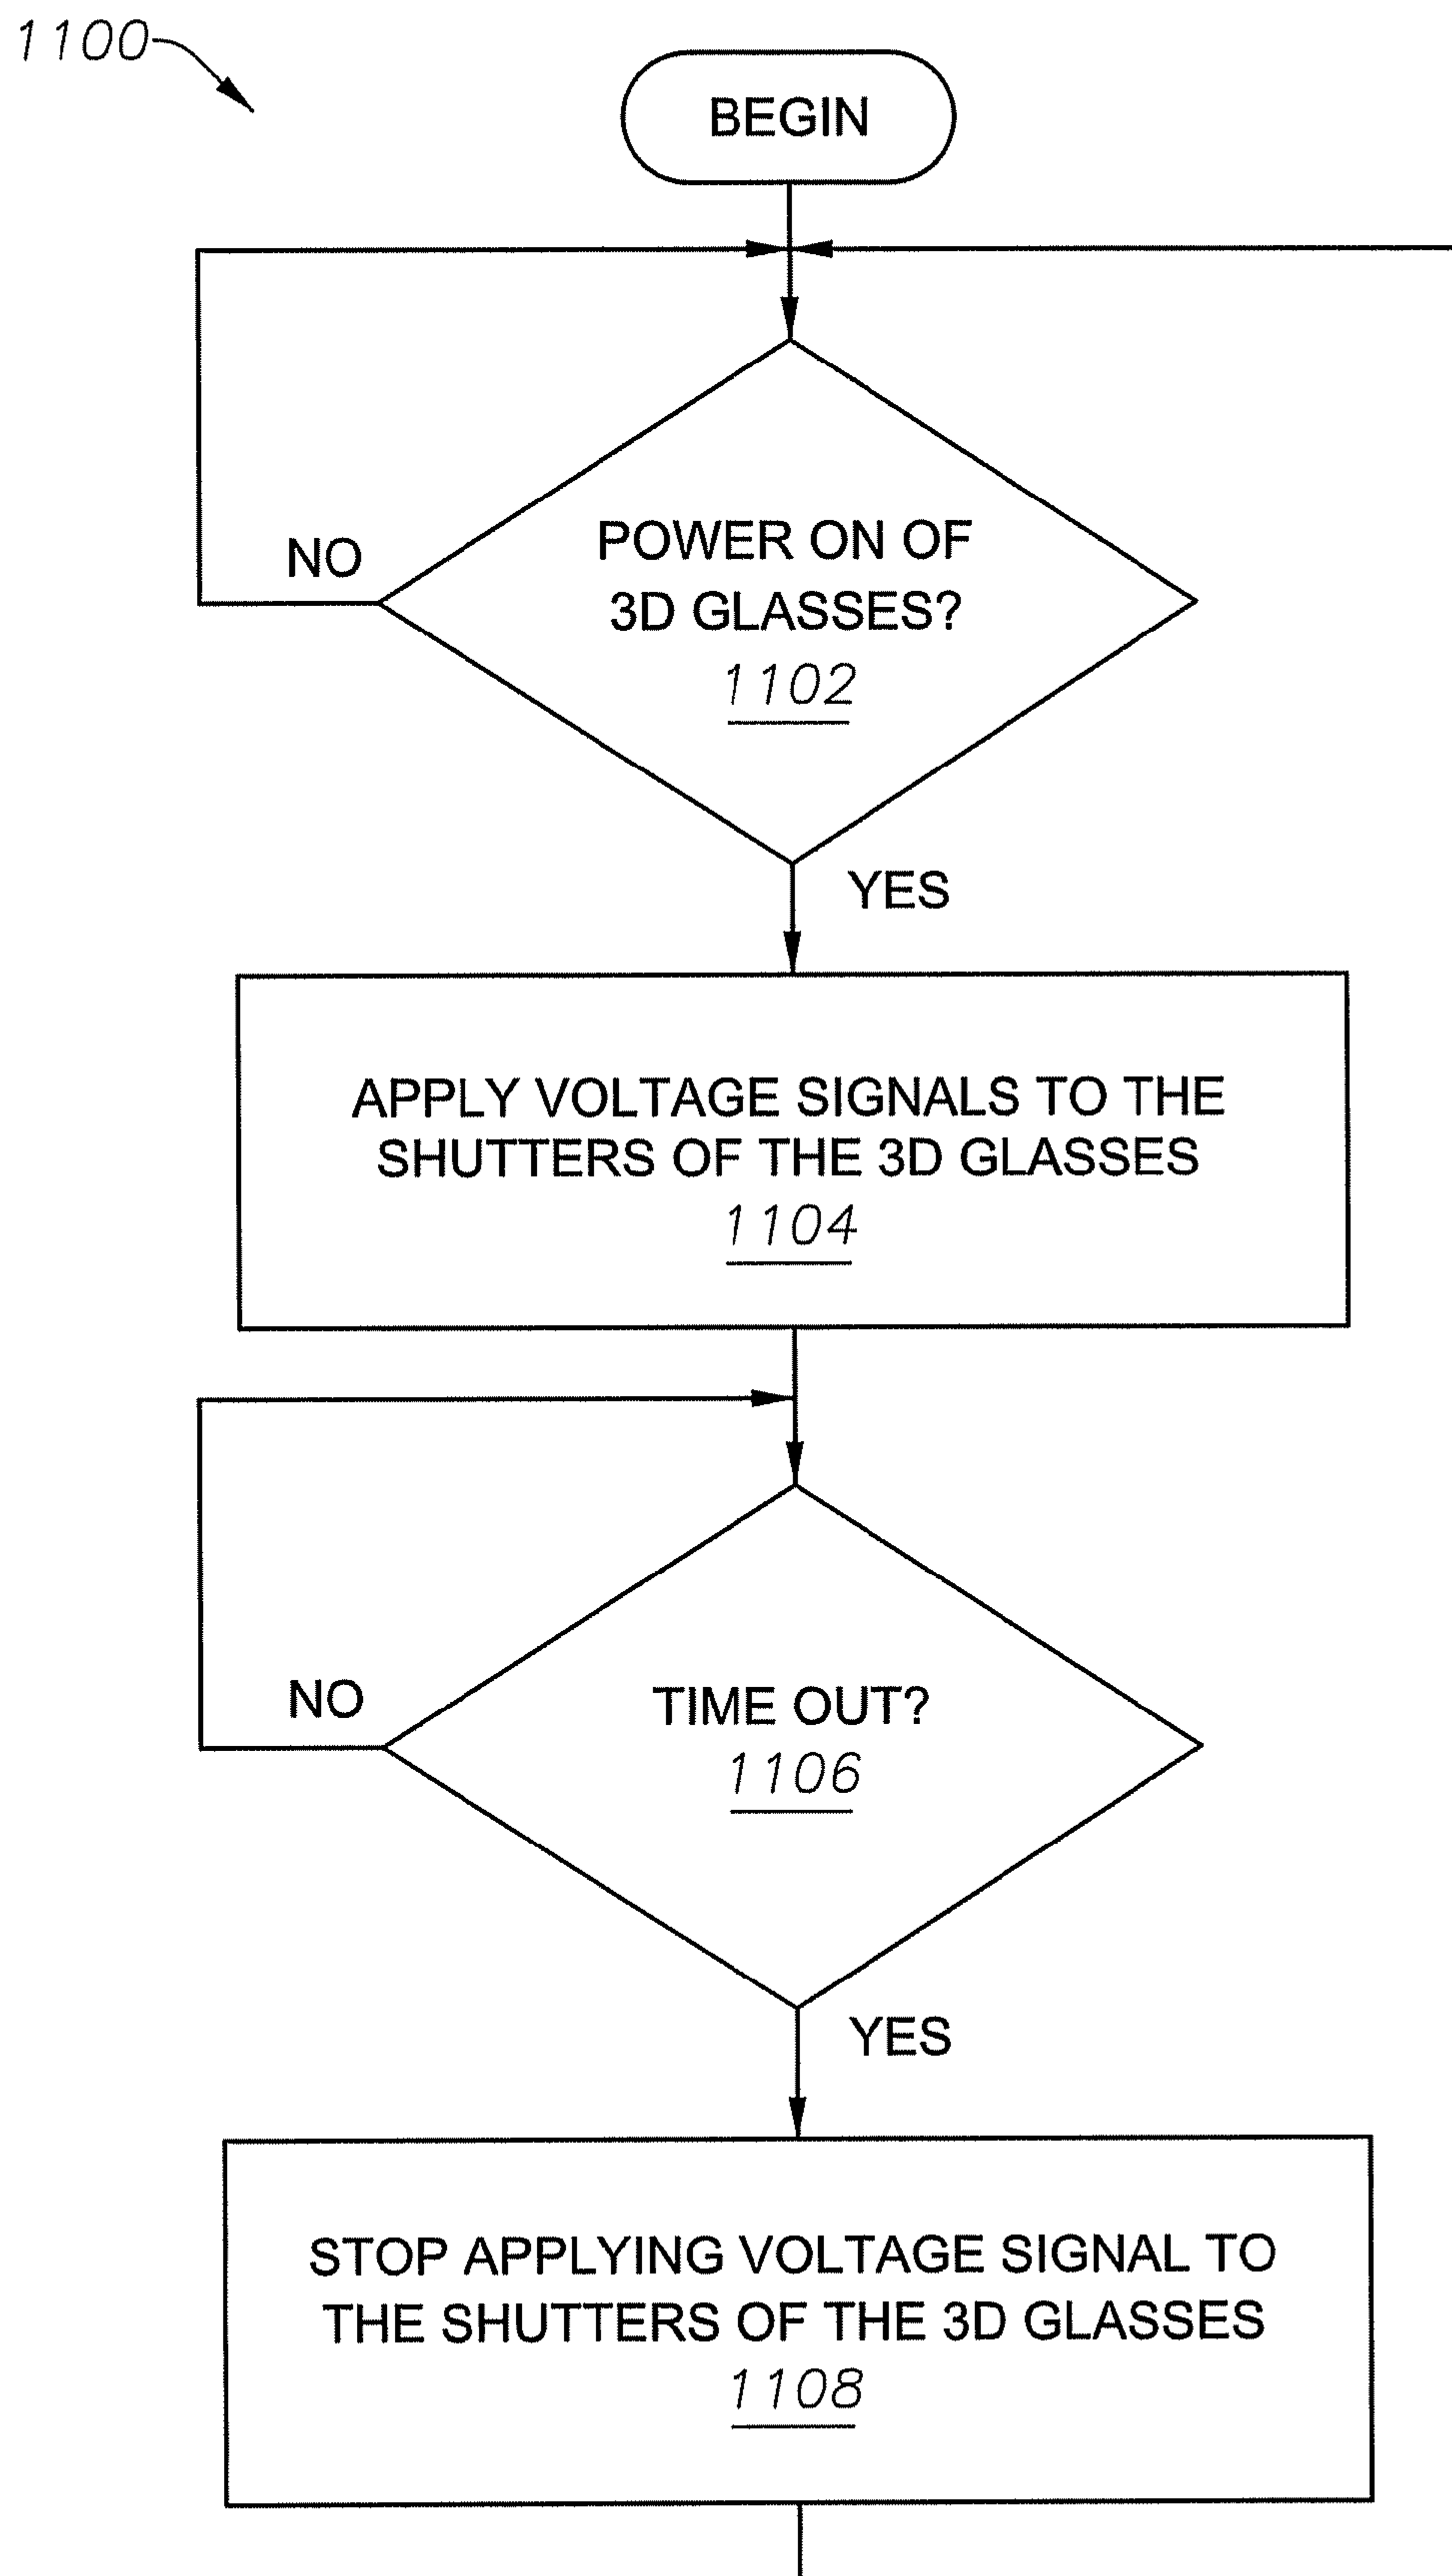 1100
BEGIN
POWER ON OF
3D GLASSES?
1102
NO
YES
APPLY VOLTAGE SIGNALS TO THE
SHUTTERS OF THE 3D GLASSES
1104
TIME OUT?
1106
NO
YES
STOP APPLYING VOLTAGE SIGNAL TO
THE SHUTTERS OF THE 3D GLASSES
1108